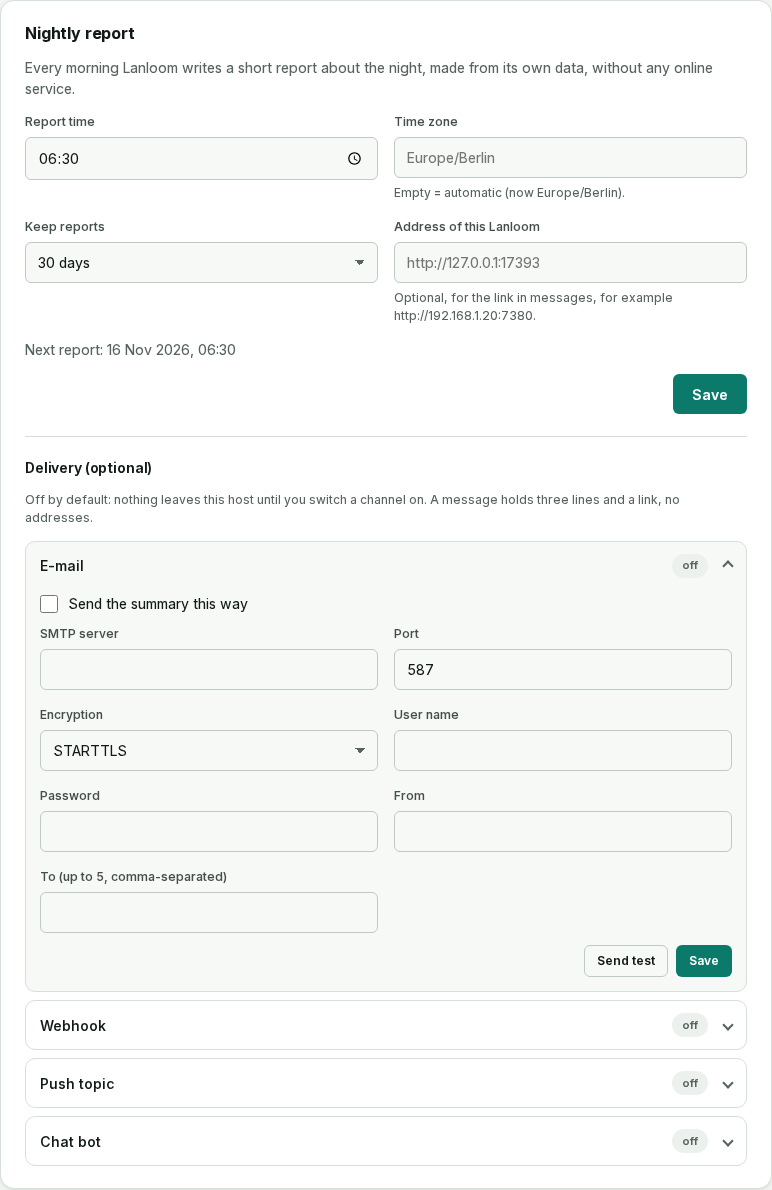 Nightly report
Every morning Lanloom writes a short report about the night, made from its own data, without any online
service.
Report time
Time zone
06:30
Europe/Berlin
Empty = automatic (now Europe/Berlin).
Keep reports
Address of this Lanloom
30 days
http://127.0.0.1:17393
Optional, for the link in messages, for example
http://192.168.1.20:7380.
Next report: 16 Nov 2026, 06:30
Save
Delivery (optional)
Off by default: nothing leaves this host until you switch a channel on. A message holds three lines and a link, no
addresses.
E-mail
off
Send the summary this way
SMTP server
Port
587
Encryption
User name
STARTTLS
Password
From
To (up to 5, comma-separated)
Send test
Save
Webhook
off
Push topic
off
Chat bot
off